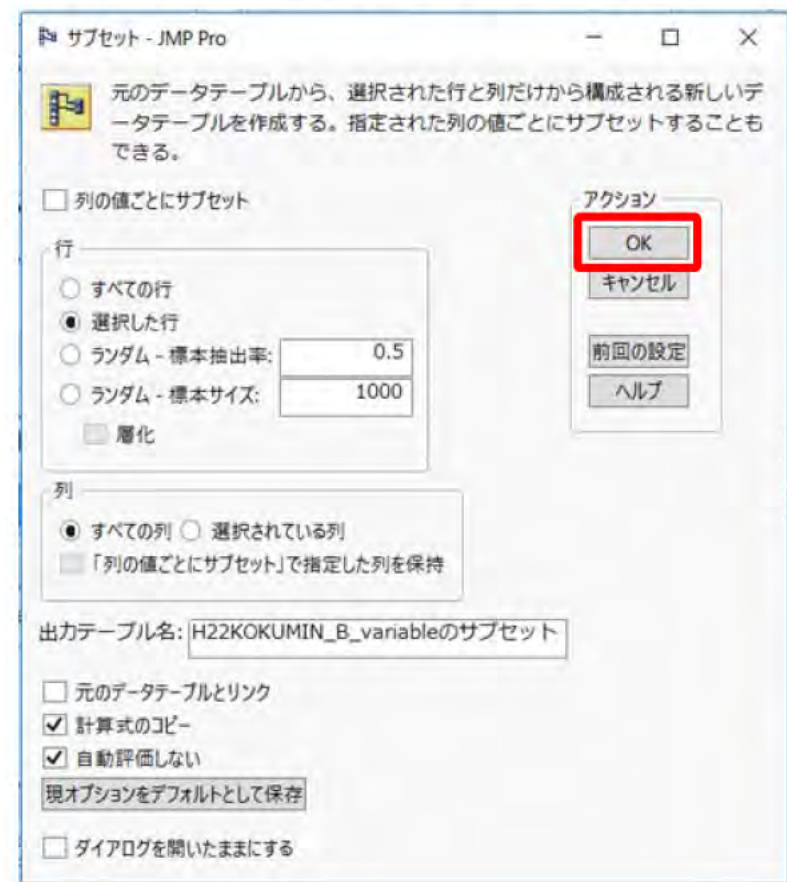 サブセット - JMP Pro
元のデータテーブルから、選択された行と列だけから構成される新しいデ
ータテーブルを作成する。指定された列の値ごとにサブセットすることも
できる。
列の値ごとにサブセット
行
すべての行
選択した行
ランダム - 標本抽出率: 0.5
ランダム - 標本サイズ: 1000
層化
アクション
OK
キャンセル
前回の設定
ヘルプ
列
すべての列 選択されている列
「列の値ごとにサブセット」で指定した列を保持
出力テーブル名: H22KOKUMIN_B_variableのサブセット
元のデータテーブルとリンク
計算式のコピー
自動評価しない
現オプションをデフォルトとして保存
ダイアログを開いたままにする